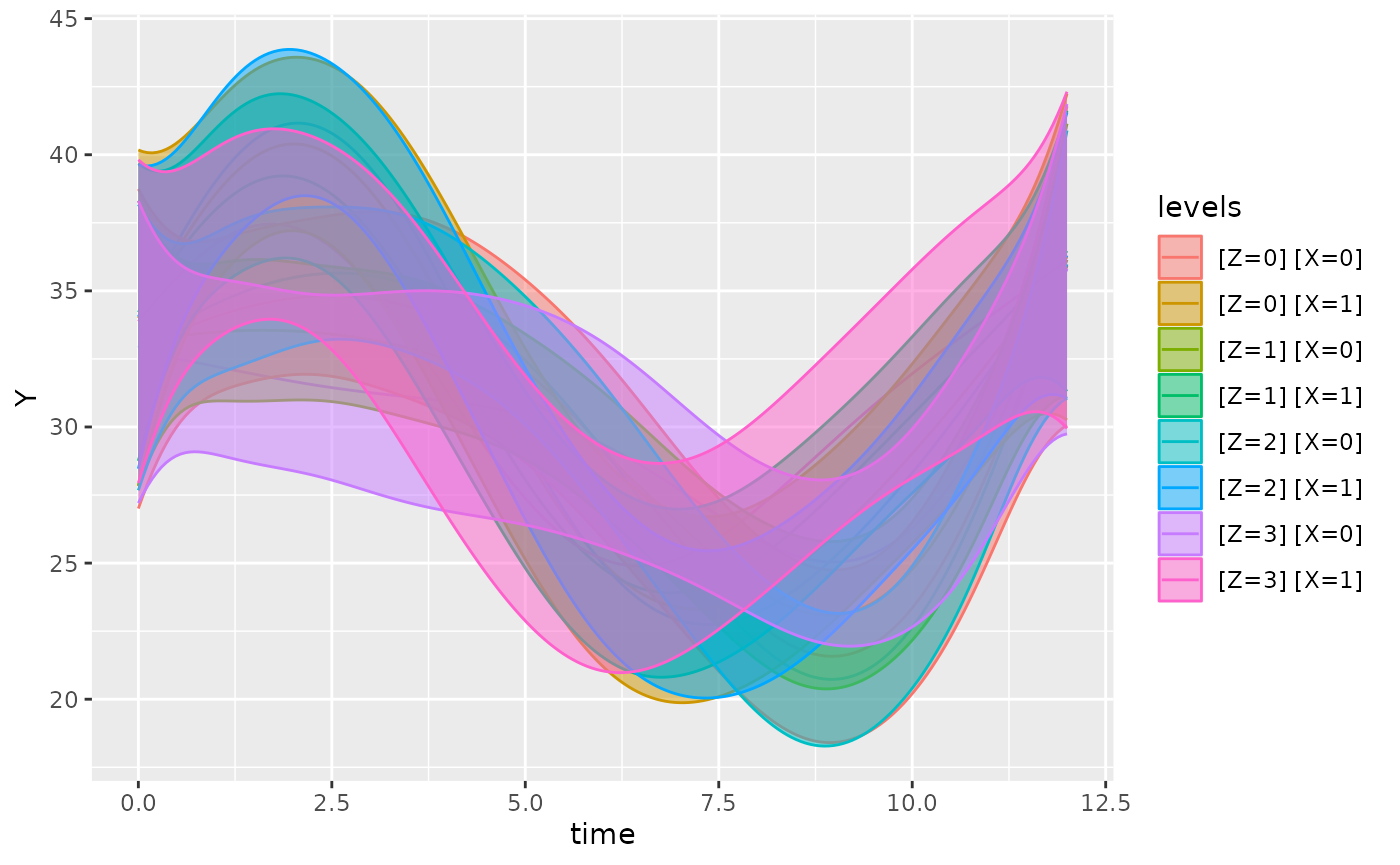 45
40
35
30
25
20
Y
0.0 2.5 5.0 7.5 10.0 12.5
time
levels
[Z=0] [X=0]
[Z=0] [X=1]
[Z=1] [X=0]
[Z=1] [X=1]
[Z=2] [X=0]
[Z=2] [X=1]
[Z=3] [X=0]
[Z=3] [X=1]